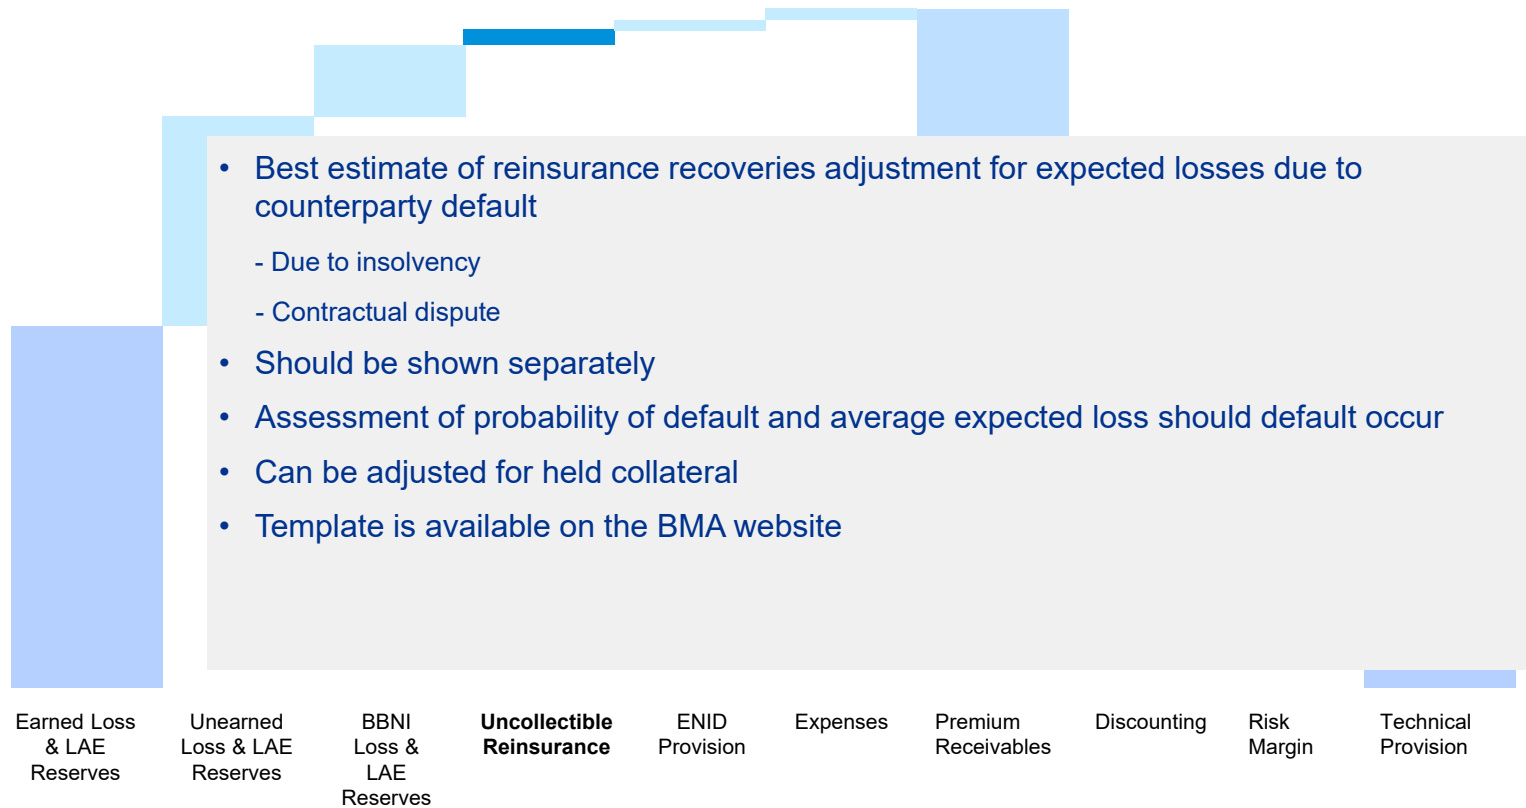 • Best estimate of reinsurance recoveries adjustment for expected losses due to
counterparty default
- Due to insolvency
- Contractual dispute
• Should be shown separately
• Assessment of probability of default and average expected loss should default occur
• Can be adjusted for held collateral
• Template is available on the BMA website
Earned Loss
& LAE
Reserves
Unearned
Loss & LAE
Reserves
BBNI
Loss &
LAE
Reserves
Uncollectible
Reinsurance
ENID
Provision
Expenses
Premium
Receivables
Discounting
Risk
Margin
Technical
Provision